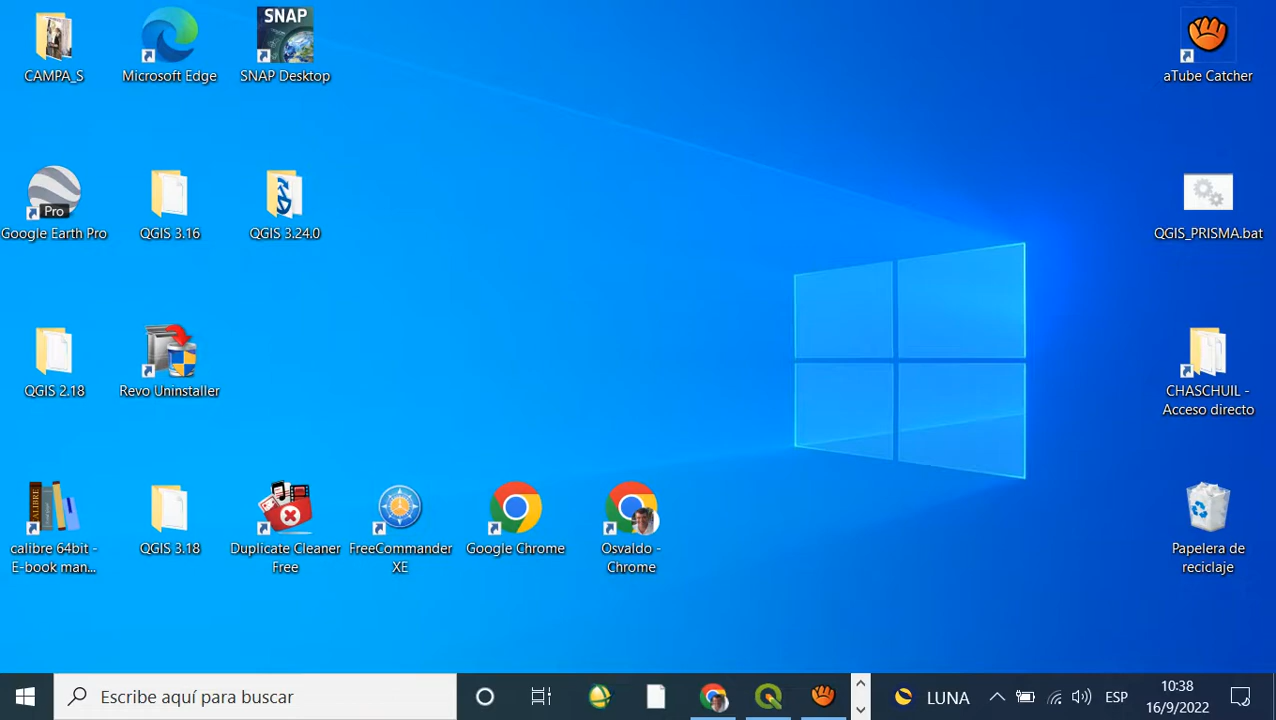 CAMPA_S
Microsoft Edge
SNAP
SNAP Desktop
aTube Catcher
Pro
Google Earth Pro
QGIS 3.16
QGIS 3.24.0
QGIS_PRISMA.bat
QGIS 2.18
Revo Uninstaller
CHASCHUIL -
Acceso directo
CALIBRE
calibre 64bit -
E-book man...
QGIS 3.18
Duplicate Cleaner
Free
FreeCommander
XE
Google Chrome
Osvaldo -
Chrome
Papelera de
reciclaje
Escribe aquí para buscar
LUNA
ESP
10:38
16/9/2022